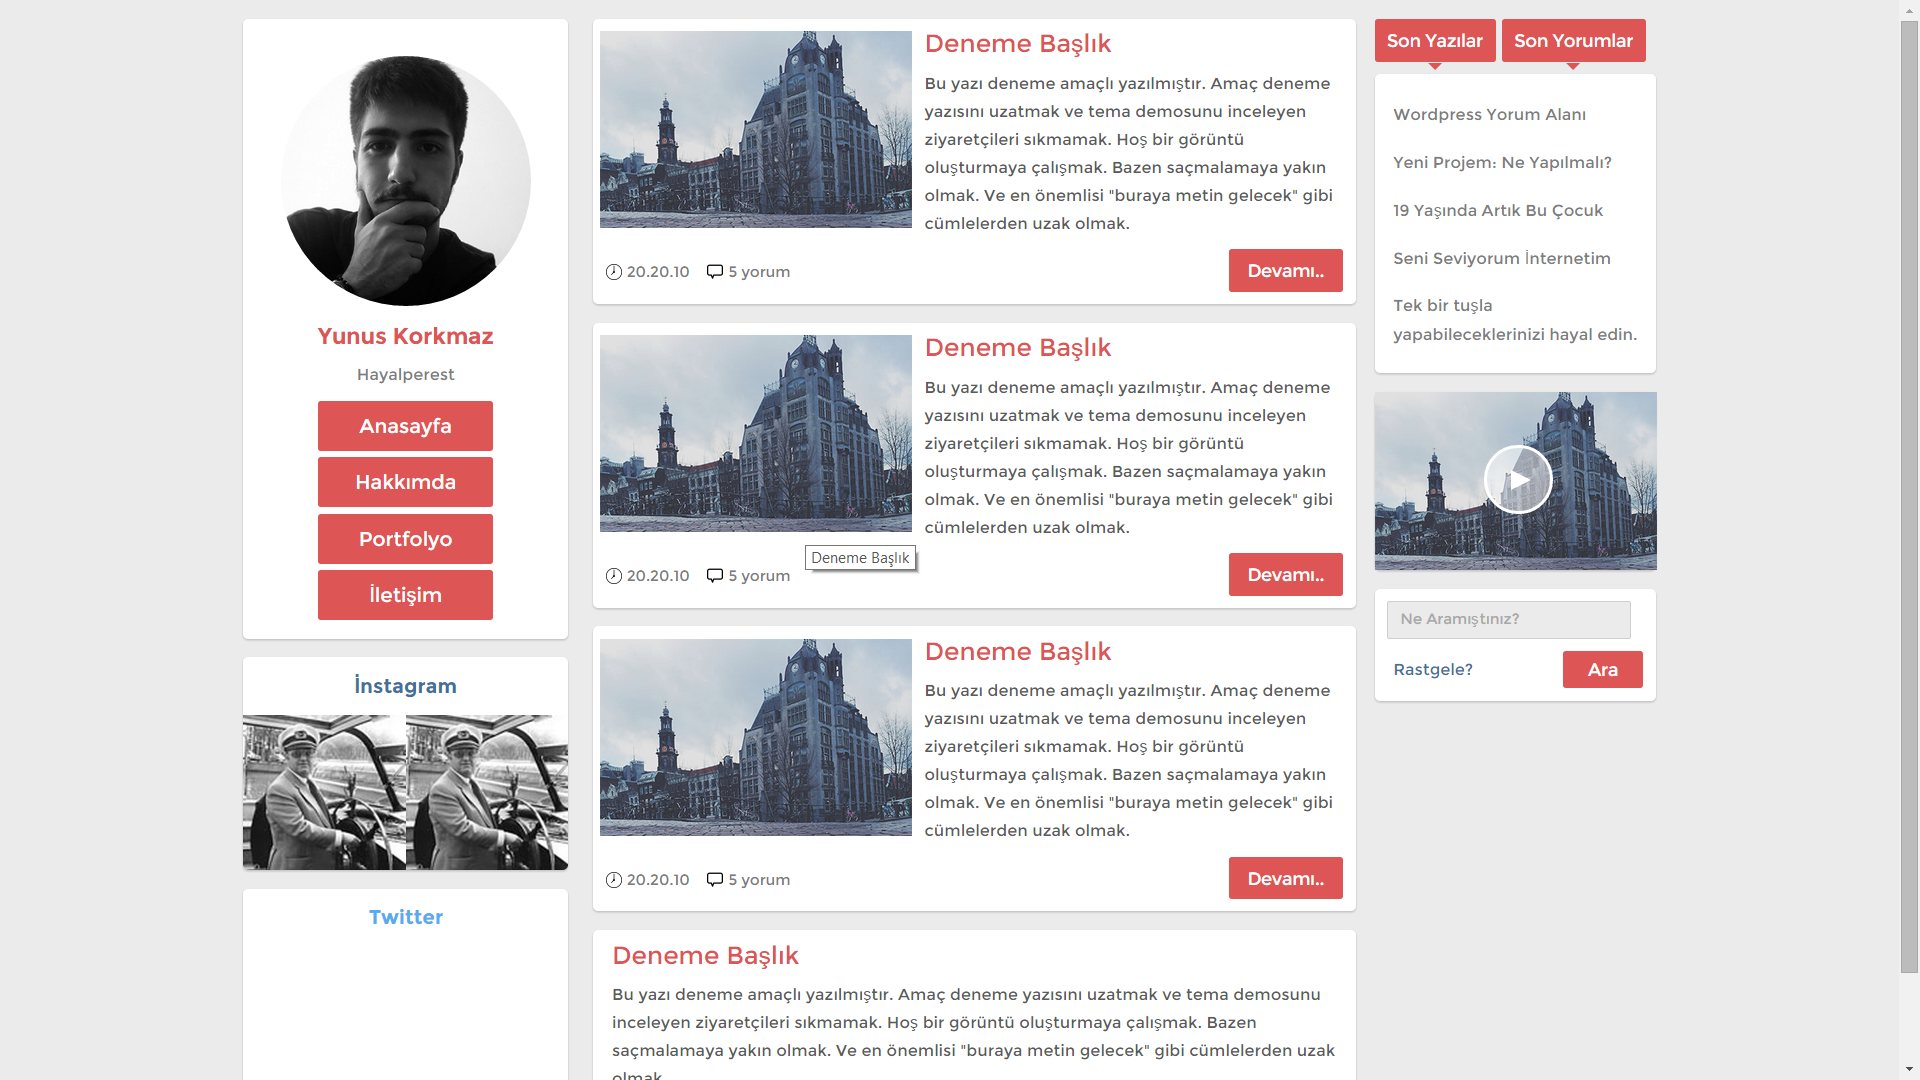 Yunus Korkmaz
Hayalperest
Anasayfa
Hakkımda
Portfolyo
İletişim
İnstagram
Twitter
Deneme Başlık
Bu yazı deneme amaçlı yazılmıştır. Amaç deneme
yazısını uzatmak ve tema demosunu inceleyen
ziyaretçileri sıkmamak. Hoş bir görüntü
oluşturmaya çalışmak. Bazen saçmalamaya yakın
olmak. Ve en önemlisi "buraya metin gelecek" gibi
cümlelerden uzak olmak.
20.20.10 5 yorum
Devamı..
Deneme Başlık
Bu yazı deneme amaçlı yazılmıştır. Amaç deneme
yazısını uzatmak ve tema demosunu inceleyen
ziyaretçileri sıkmamak. Hoş bir görüntü
oluşturmaya çalışmak. Bazen saçmalamaya yakın
olmak. Ve en önemlisi "buraya metin gelecek" gibi
cümlelerden uzak olmak.
Deneme Başlık
20.20.10 5 yorum
Devamı..
Deneme Başlık
Bu yazı deneme amaçlı yazılmıştır. Amaç deneme
yazısını uzatmak ve tema demosunu inceleyen
ziyaretçileri sıkmamak. Hoş bir görüntü
oluşturmaya çalışmak. Bazen saçmalamaya yakın
olmak. Ve en önemlisi "buraya metin gelecek" gibi
cümlelerden uzak olmak.
20.20.10 5 yorum
Devamı..
Deneme Başlık
Bu yazı deneme amaçlı yazılmıştır. Amaç deneme yazısını uzatmak ve tema demosunu
inceleyen ziyaretçileri sıkmamak. Hoş bir görüntü oluşturmaya çalışmak. Bazen
saçmalamaya yakın olmak. Ve en önemlisi "buraya metin gelecek" gibi cümlelerden uzak
olmak.
Son Yazılar Son Yorumlar
Wordpress Yorum Alanı
Yeni Projem: Ne Yapılmalı?
19 Yaşında Artık Bu Çocuk
Seni Seviyorum İnternetim
Tek bir tuşla
yapabileceklerinizi hayal edin.
Ne Aramıştınız?
Rastgele? Ara